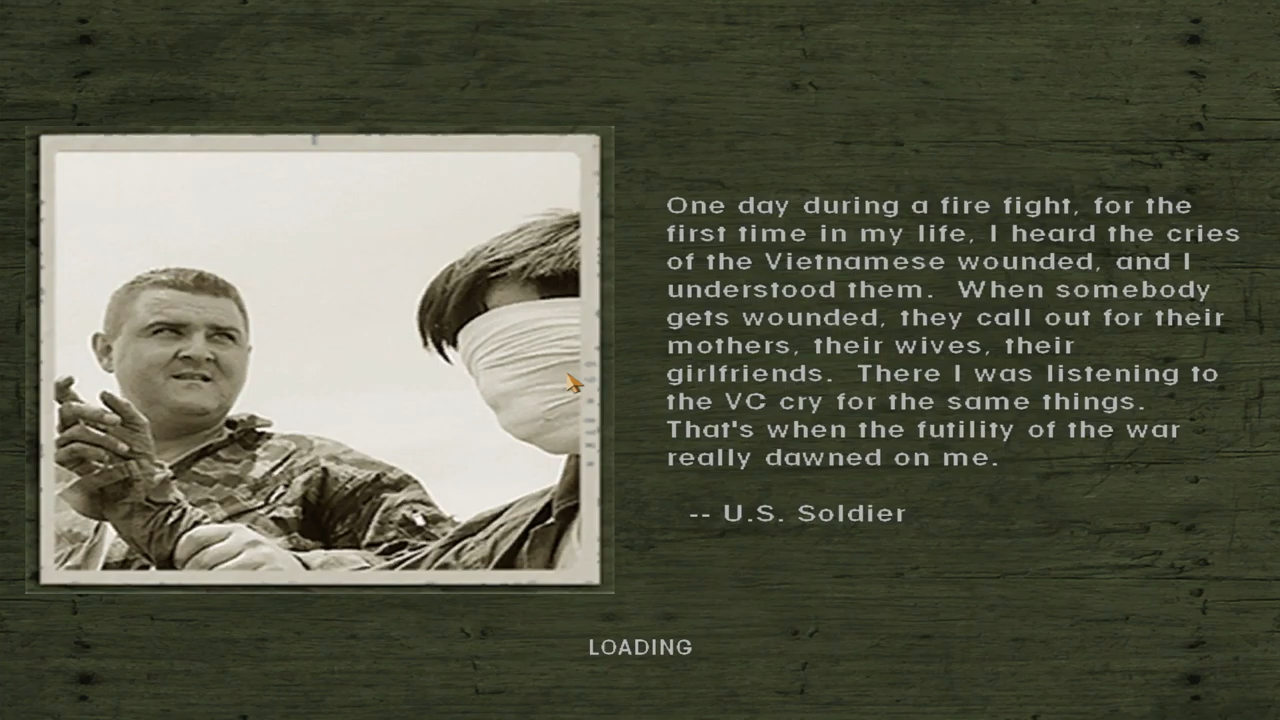 One day during a fire fight, for the
first time in my life, I heard the cries
of the Vietnamese wounded, and I
understood them.  When somebody
gets wounded, they call out for their
mothers, their wives, their
girlfriends.  There I was listening to
the VC cry for the same things.
That's when the futility of the war
really dawned on me.
-- U.S. Soldier
LOADING